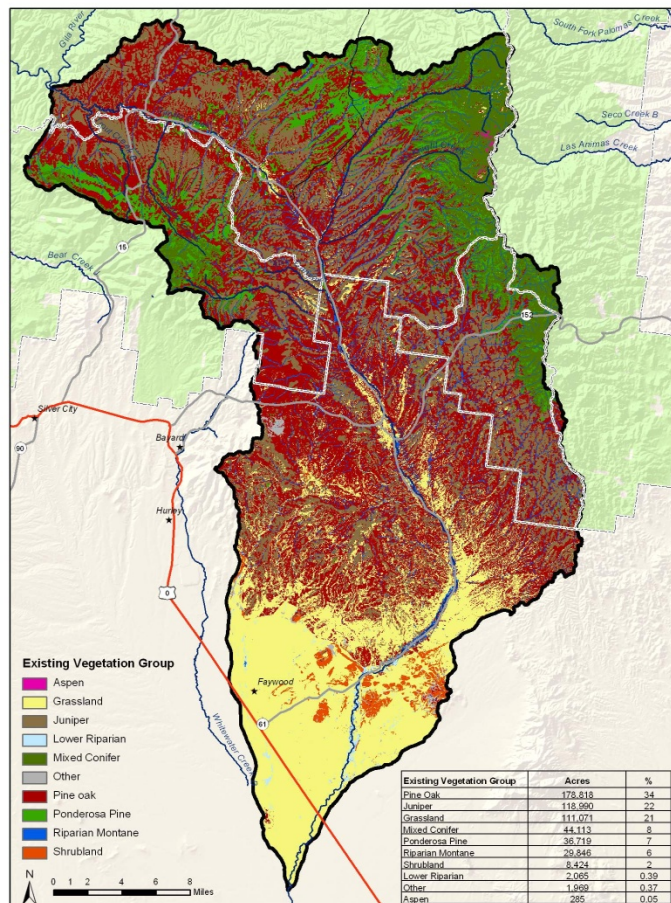 South Fork Palomas Creek
Gila River
Seco Creek B
Las Animas Creek
15
Bear Creek
152
Silver City
90
Bayard
Hurley
0
Existing Vegetation Group
Aspen
Grassland
Juniper
Lower Riparian
Mixed Conifer
Other
Pine oak
Ponderosa Pine
Riparian Montane
Shrubland
Faywood
61
Whitewater Creek
N
0 2 4 6 8
Miles
Existing Vegetation Group Acres %
Pine Oak 178,818 34
Juniper 118,990 22
Grassland 111,071 21
Mixed Conifer 44,113 8
Ponderosa Pine 36,719 7
Riparian Montane 29,846 6
Shrubland 8,424 2
Lower Riparian 2,065 0.39
Other 1,969 0.37
Aspen 285 0.05